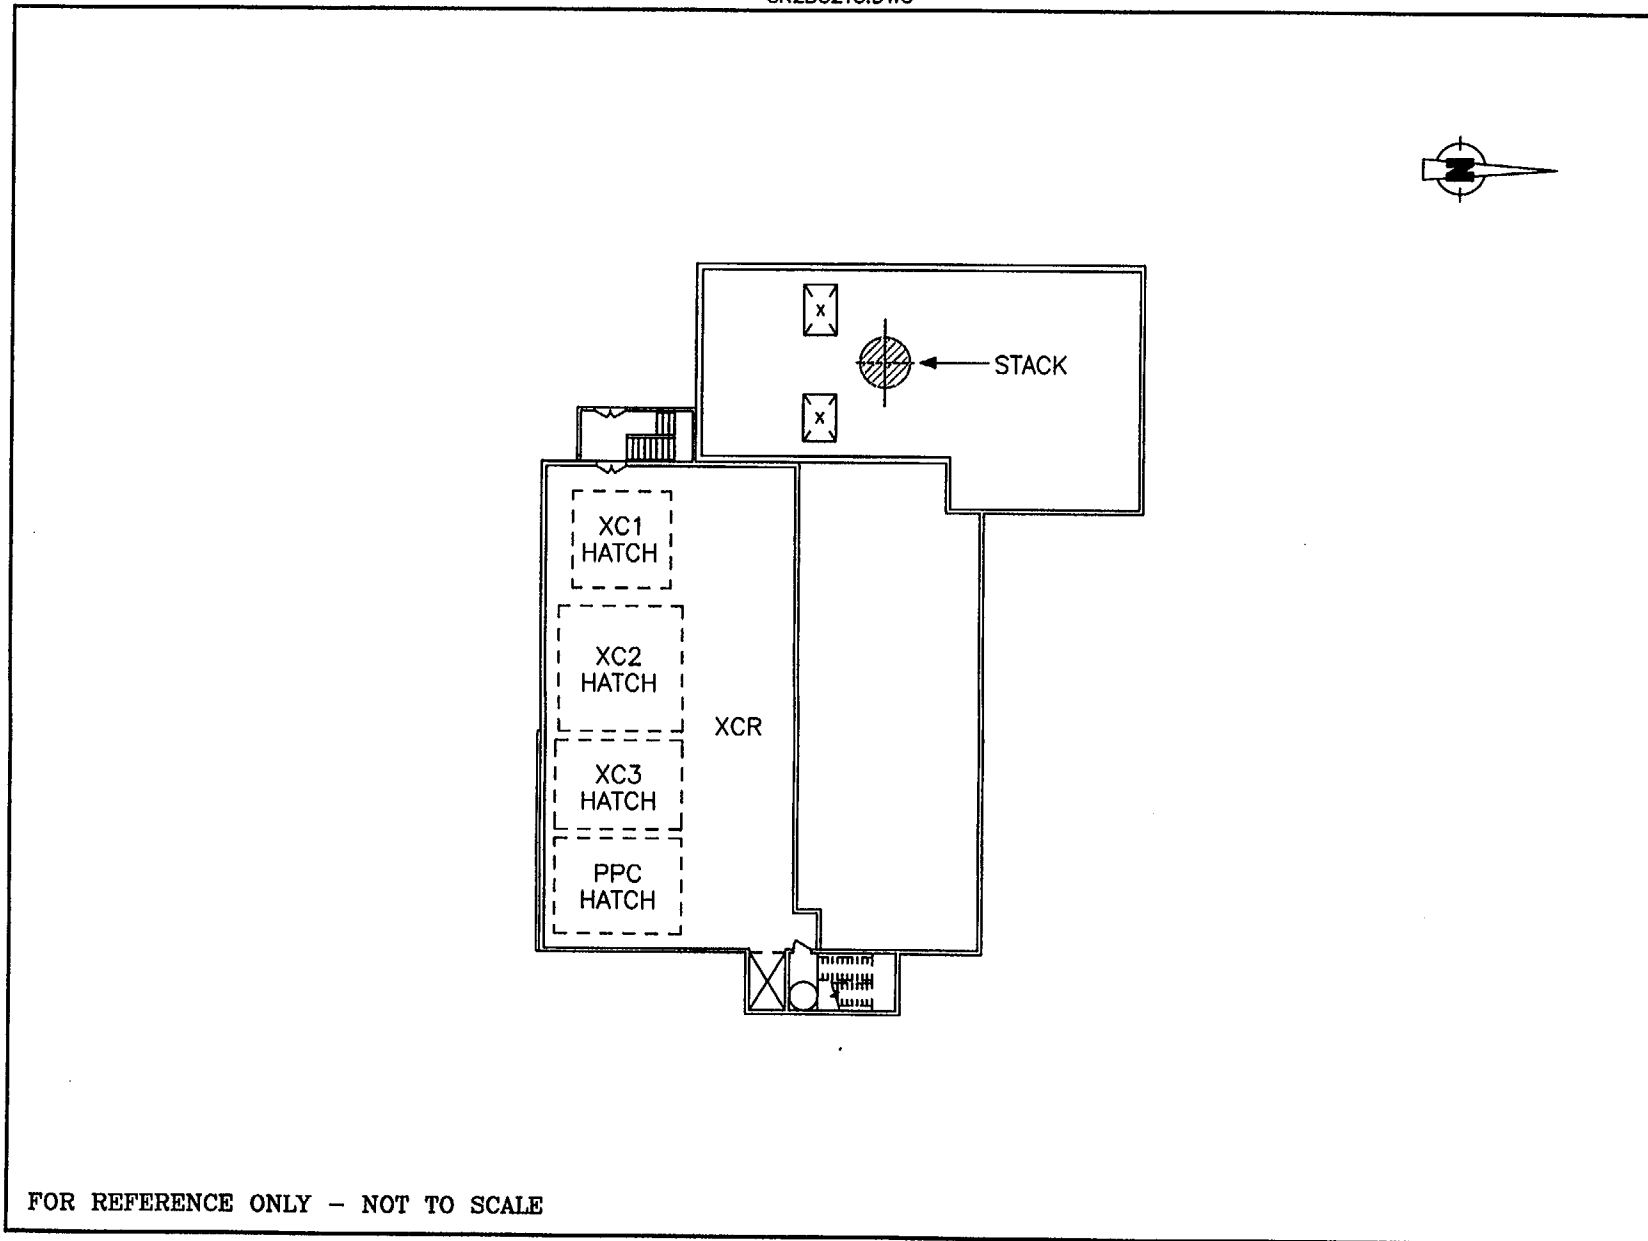 N
X
STACK
X
XC1
HATCH
XC2
HATCH
XCR
XC3
HATCH
PPC
HATCH
FOR REFERENCE ONLY – NOT TO SCALE